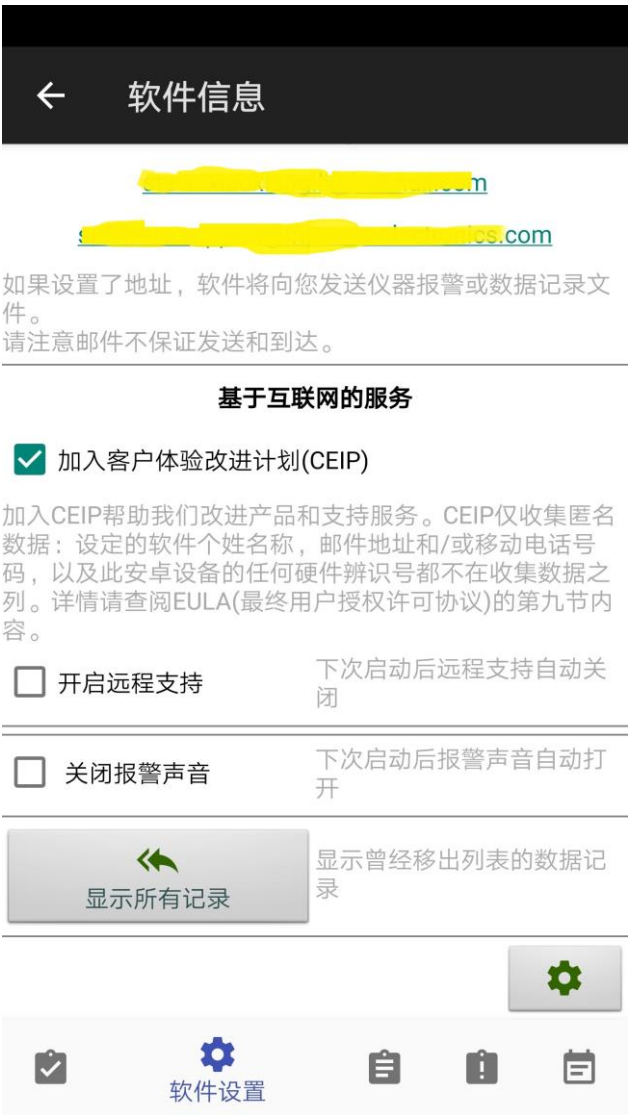 软件信息
m
s ics.com
如果设置了地址，软件将向您发送仪器报警或数据记录文
件。
请注意邮件不保证发送和到达。
基于互联网的服务
加入客户体验改进计划(CEIP)
加入CEIP帮助我们改进产品和支持服务。CEIP仅收集匿名
数据：设定的软件个姓名称，邮件地址和/或移动电话号
码，以及此安卓设备的任何硬件辨识号都不在收集数据之
列。详情请查阅EULA(最终用户授权许可协议)的第九节内
容。
开启远程支持
下次启动后远程支持自动关
闭
关闭报警声音
下次启动后报警声音自动打
开
显示所有记录
显示曾经移出列表的数据记
录
软件设置